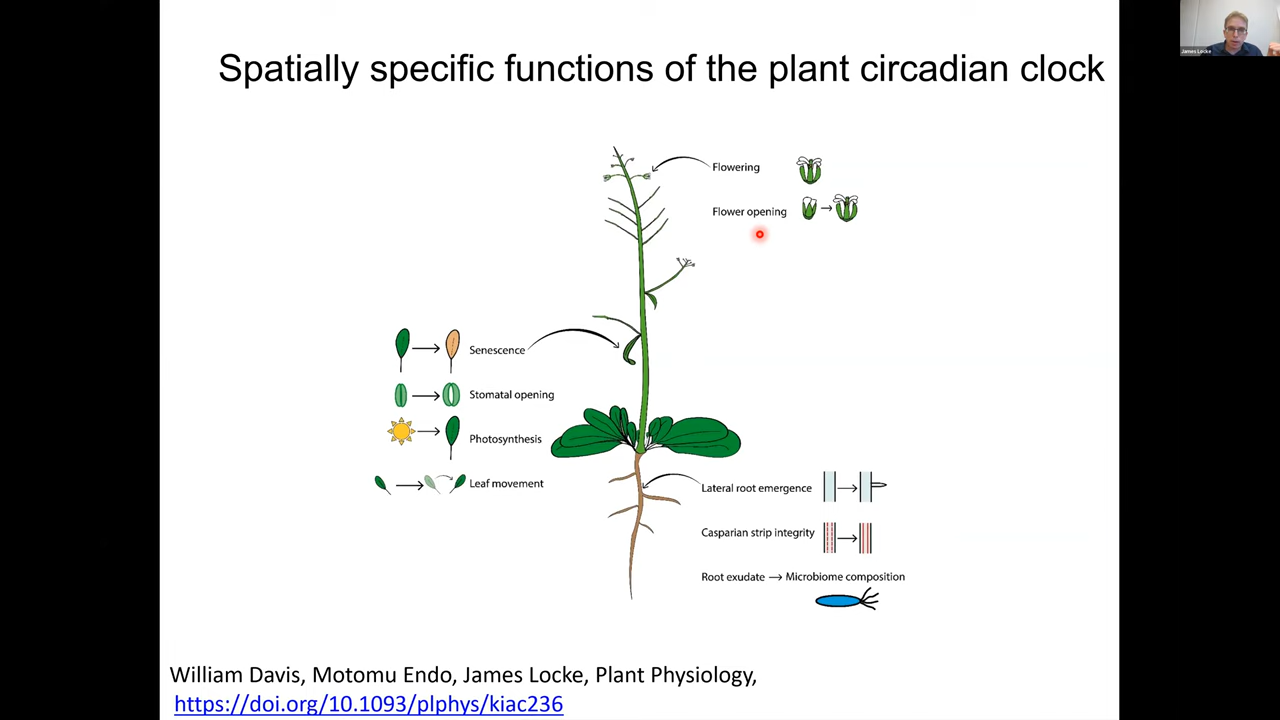 Spatially specific functions of the plant circadian clock
James Locke
Flowering
Flower opening
Senescence
Stomatal opening
Photosynthesis
Leaf movement
Lateral root emergence
Casparian strip integrity
Root exudate → Microbiome composition
William Davis, Motomu Endo, James Locke, Plant Physiology,
https://doi.org/10.1093/plphys/kiac236